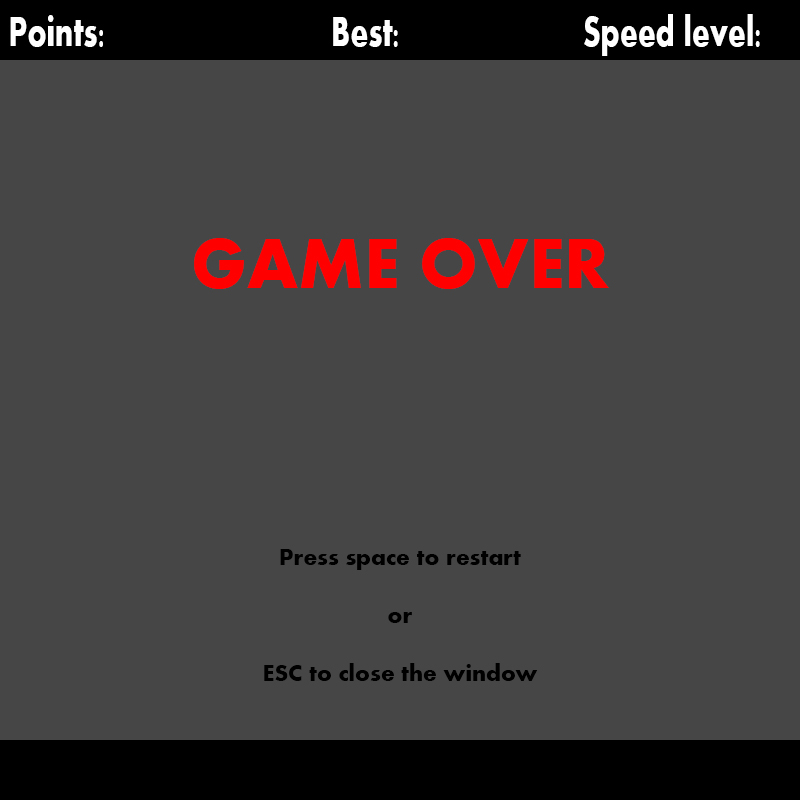 Points: Best: Speed level:
GAME OVER
Press space to restart
or
ESC to close the window